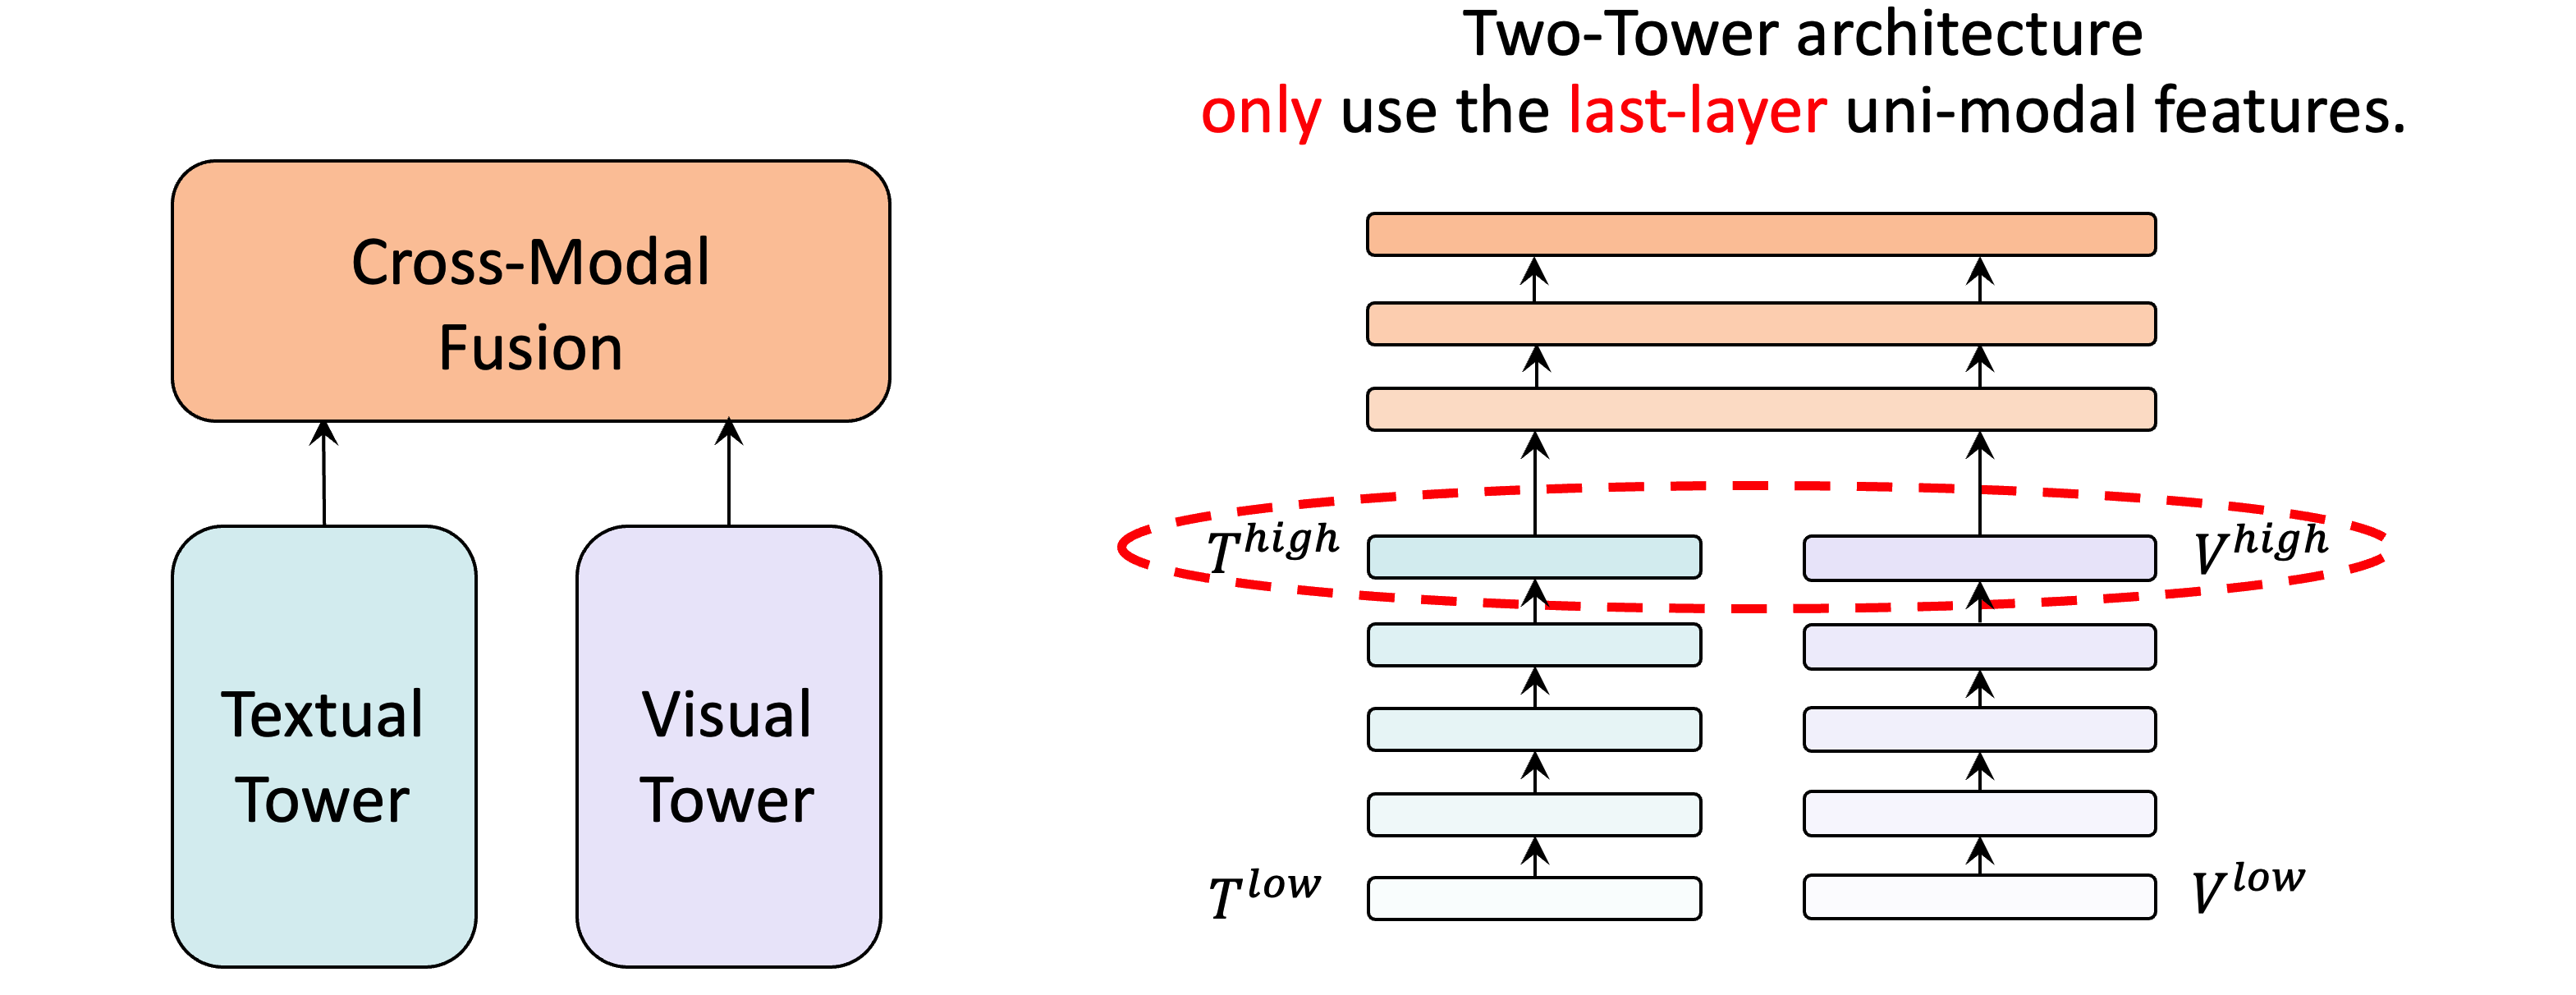 Two-Tower architecture
only use the last-layer uni-modal features.
Cross-Modal
Fusion
Textual
Tower
Visual
Tower
T^high
V^high
T^low
V^low